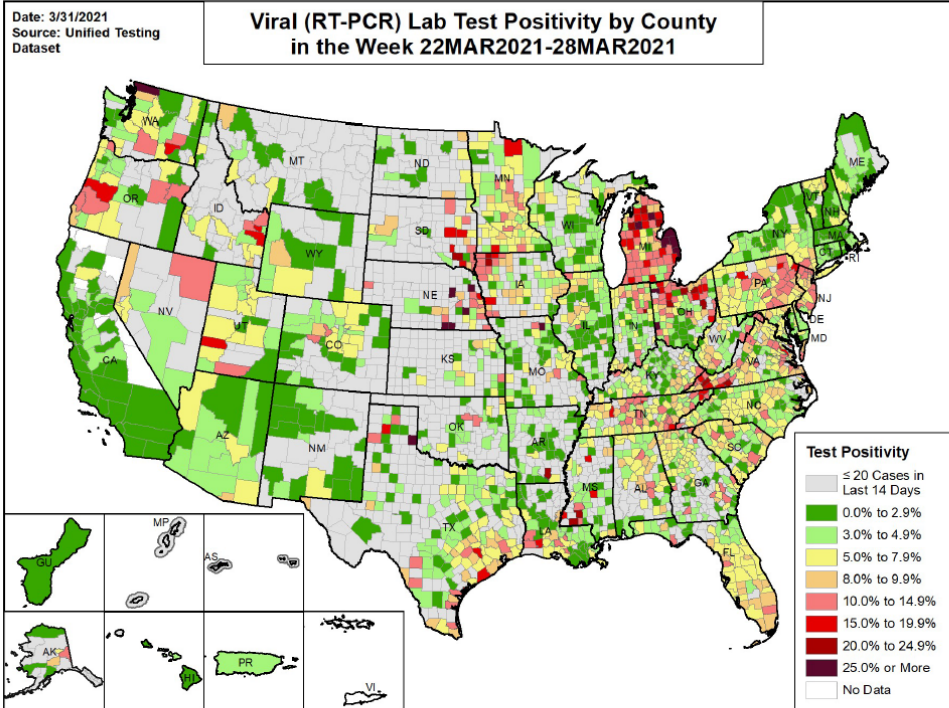 Date: 3/31/2021
Source: Unified Testing
Dataset
Viral (RT-PCR) Lab Test Positivity by County
in the Week 22MAR2021-28MAR2021
WA
MT
ND
MN
ME
OR
ID
SD
WI
MI
VT
NH
NY
MA
CT
RI
WY
NE
IA
PA
NJ
NV
UT
CO
IL
IN
OH
DE
MD
WV
VA
CA
KS
MO
KY
NC
TN
AZ
NM
OK
AR
SC
MS
AL
GA
TX
LA
FL
GU
MP
AS
AK
HI
PR
VI
Test Positivity
≤ 20 Cases in
Last 14 Days
0.0% to 2.9%
3.0% to 4.9%
5.0% to 7.9%
8.0% to 9.9%
10.0% to 14.9%
15.0% to 19.9%
20.0% to 24.9%
25.0% or More
No Data